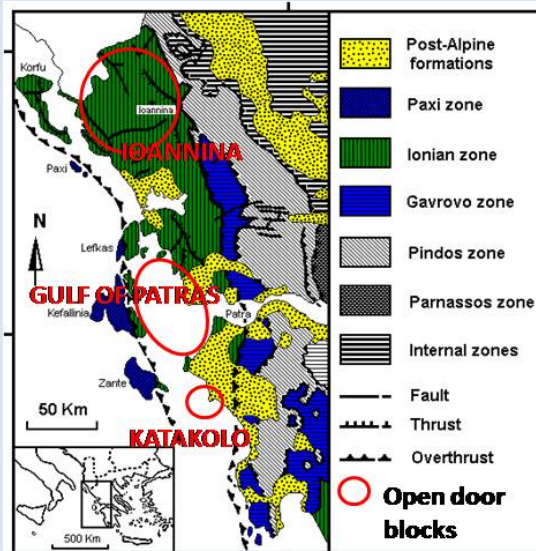 Korfu
Ioannina
IOANNINA
Paxi
N
Lefkas
GULF OF PATRAS
Kefallinia
Patra
Zante
50 Km
KATAKOLO
500 Km
Post-Alpine
formations
Paxi zone
Ionian zone
Gavrovo zone
Pindos zone
Parnassos zone
Internal zones
Fault
Thrust
Overthrust
Open door
blocks